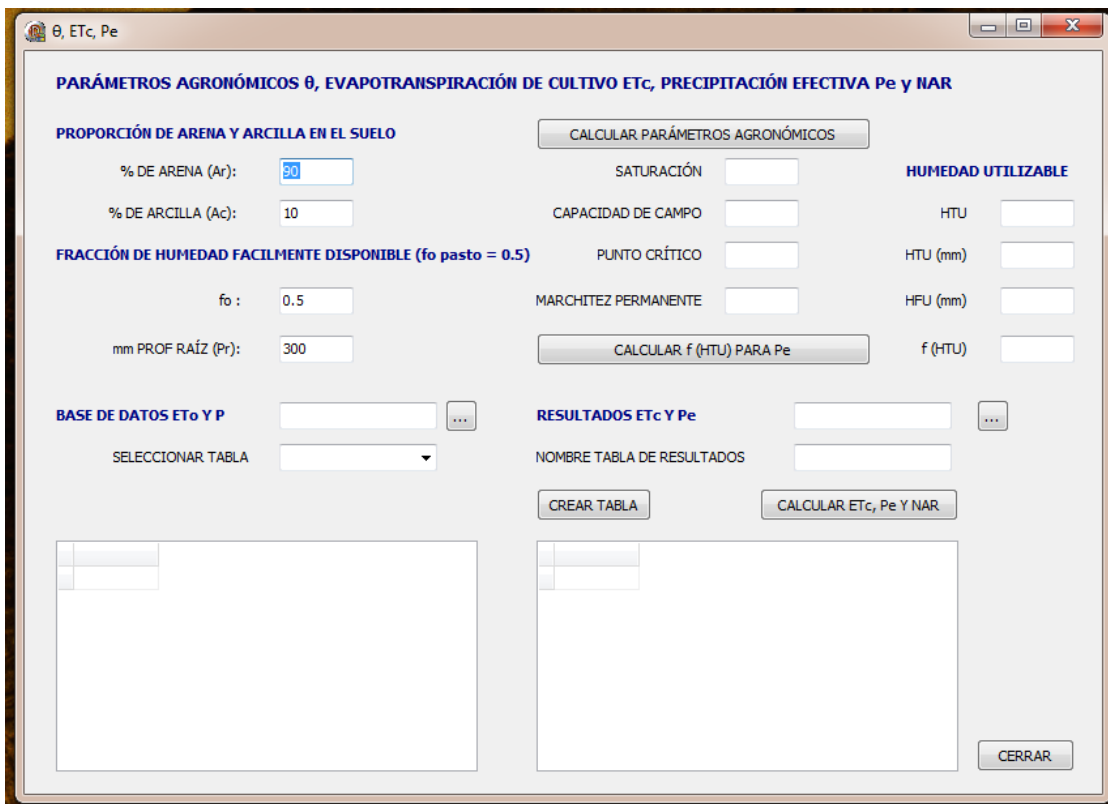 θ, ETc, Pe
PARÁMETROS AGRONÓMICOS θ, EVAPOTRANSPIRACIÓN DE CULTIVO ETc, PRECIPITACIÓN EFECTIVA Pe y NAR
PROPORCIÓN DE ARENA Y ARCILLA EN EL SUELO
CALCULAR PARÁMETROS AGRONÓMICOS
% DE ARENA (Ar): 90
SATURACIÓN
HUMEDAD UTILIZABLE
% DE ARCILLA (Ac): 10
CAPACIDAD DE CAMPO
HTU
FRACCIÓN DE HUMEDAD FACILMENTE DISPONIBLE (fo pasto = 0.5)
PUNTO CRÍTICO
HTU (mm)
fo : 0.5
MARCHITEZ PERMANENTE
HFU (mm)
mm PROF RAÍZ (Pr): 300
CALCULAR f (HTU) PARA Pe
f (HTU)
BASE DE DATOS ETo Y P
...
RESULTADOS ETc Y Pe
...
SELECCIONAR TABLA
NOMBRE TABLA DE RESULTADOS
CREAR TABLA
CALCULAR ETc, Pe Y NAR
CERRAR